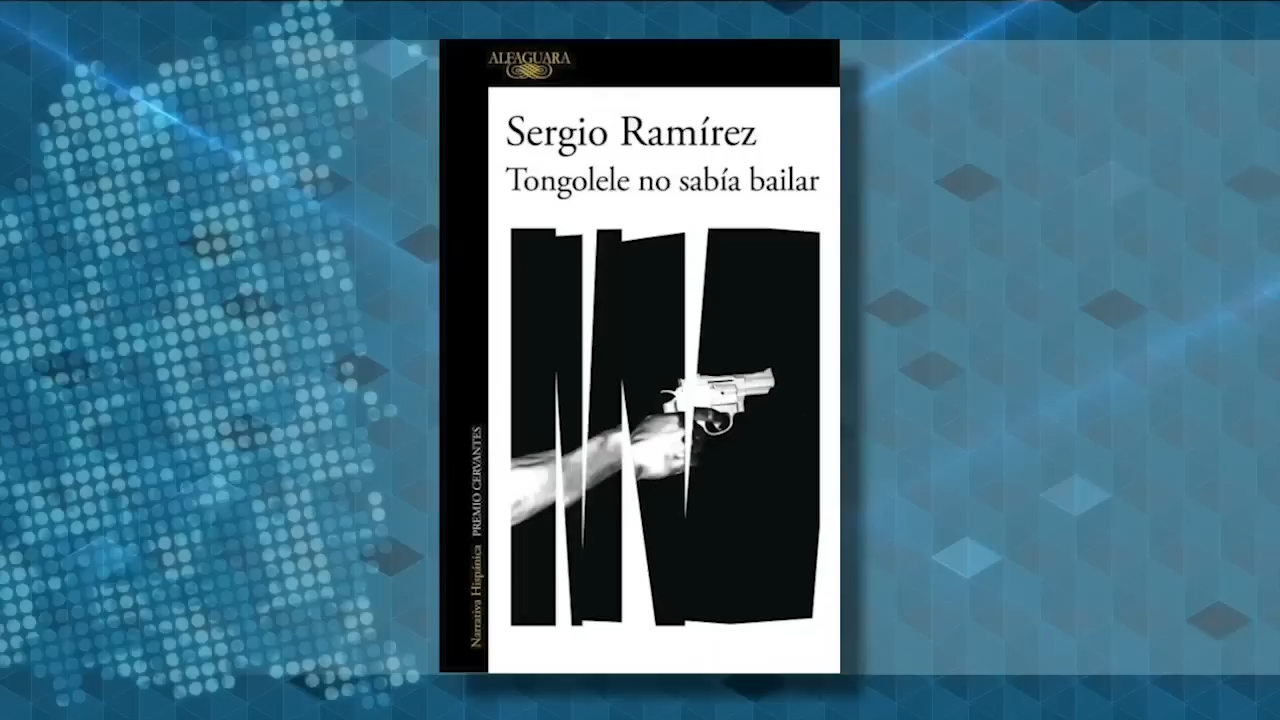 ALFAGUARA
Sergio Ramírez
Tongolele no sabía bailar
Narrativa Hispánica PREMIO CERVANTES